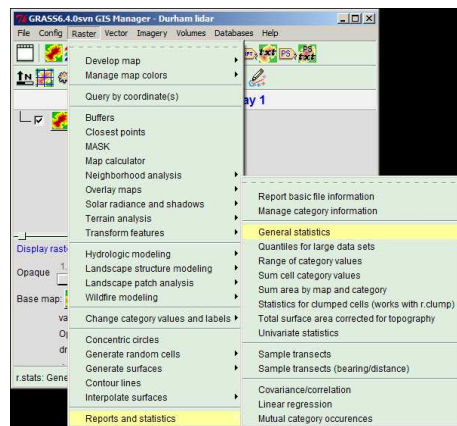 GRASS6.4.0svn GIS Manager - Durham lidar
File Config Raster Vector Imagery Volumes Databases Help
Develop map
Manage map colors
Query by coordinate(s)
ay 1
Buffers
Closest points
MASK
Map calculator
Neighborhood analysis
Overlay maps
Solar radiance and shadows
Terrain analysis
Transform features
Hydrologic modeling
Landscape structure modeling
Landscape patch analysis
Wildfire modeling
Change category values and labels
Concentric circles
Generate random cells
Generate surfaces
Contour lines
Interpolate surfaces
Reports and statistics
Report basic file information
Manage category information
General statistics
Quantiles for large data sets
Range of category values
Sum cell category values
Sum area by map and category
Statistics for clumped cells (works with r.clump)
Total surface area corrected for topography
Univariate statistics
Sample transects
Sample transects (bearing/distance)
Covariance/correlation
Linear regression
Mutual category occurences
Display raste
Opaque 1.
Base map:
va
O
dr
r.stats: Gene